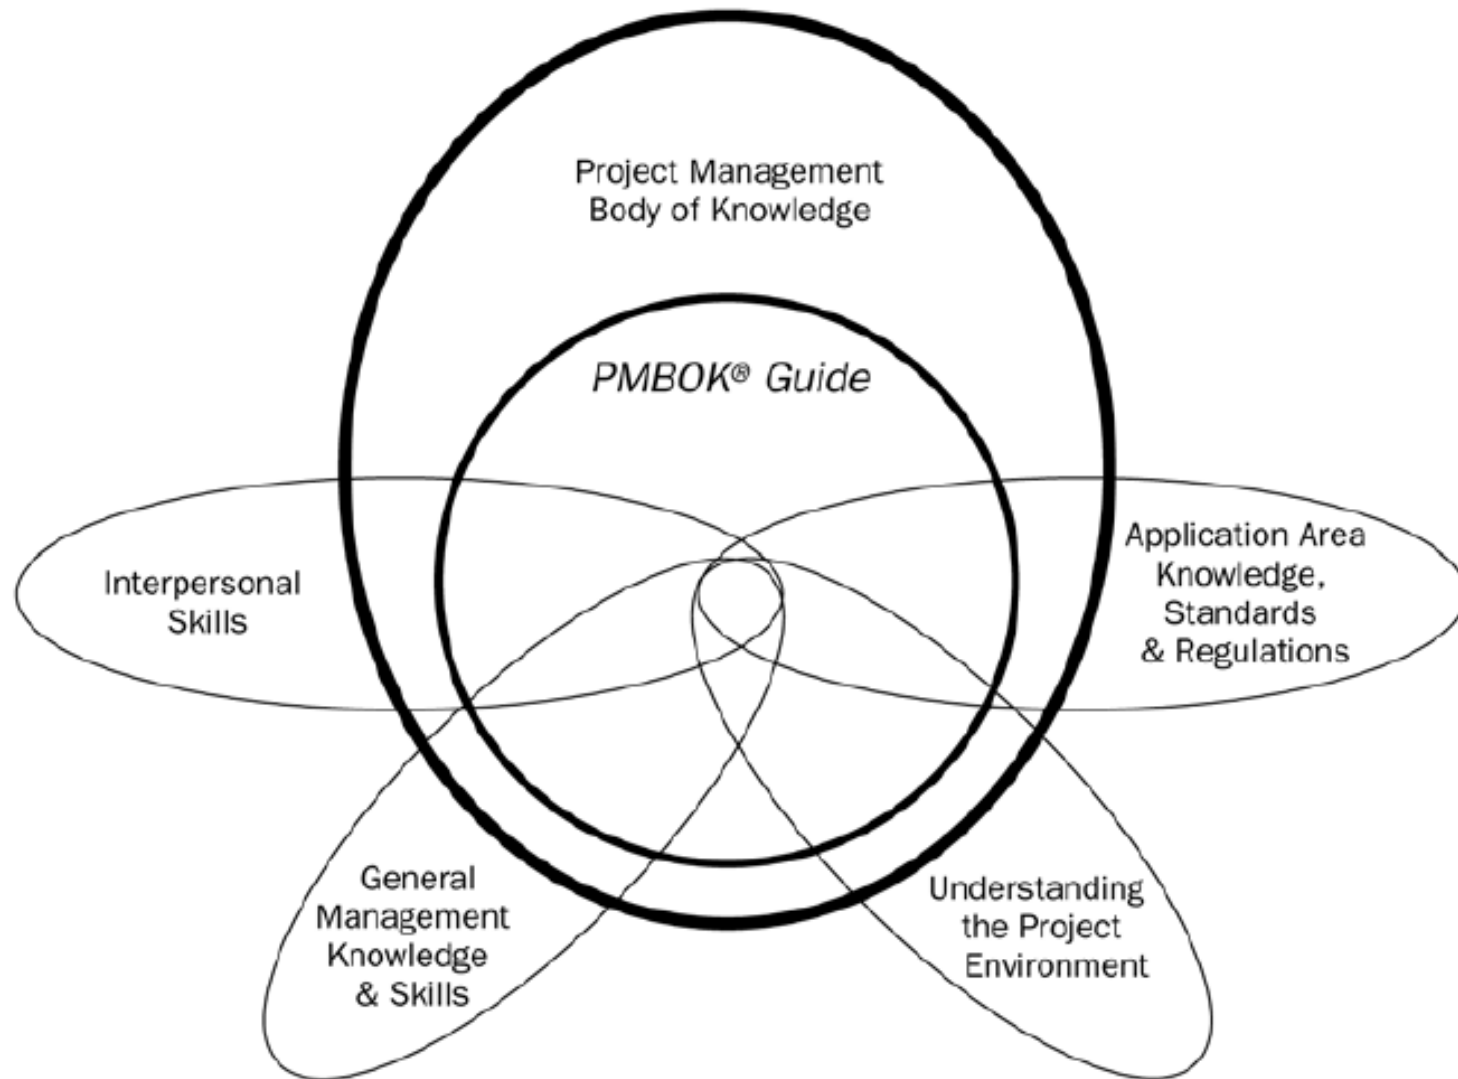 Project Management
Body of Knowledge
PMBOK® Guide
Interpersonal
Skills
Application Area
Knowledge,
Standards
& Regulations
General
Management
Knowledge
& Skills
Understanding
the Project
Environment